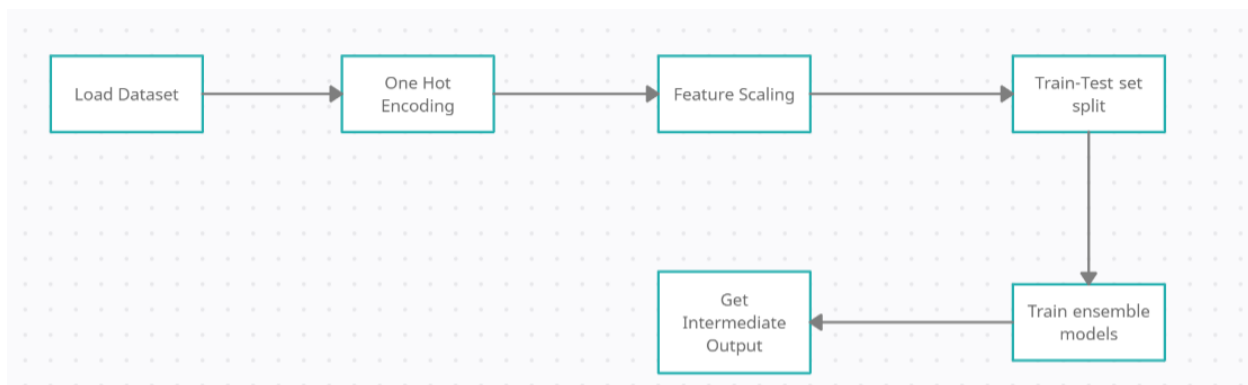 Load Dataset
One Hot
Encoding
Feature Scaling
Train-Test set
split
Train ensemble
models
Get
Intermediate
Output